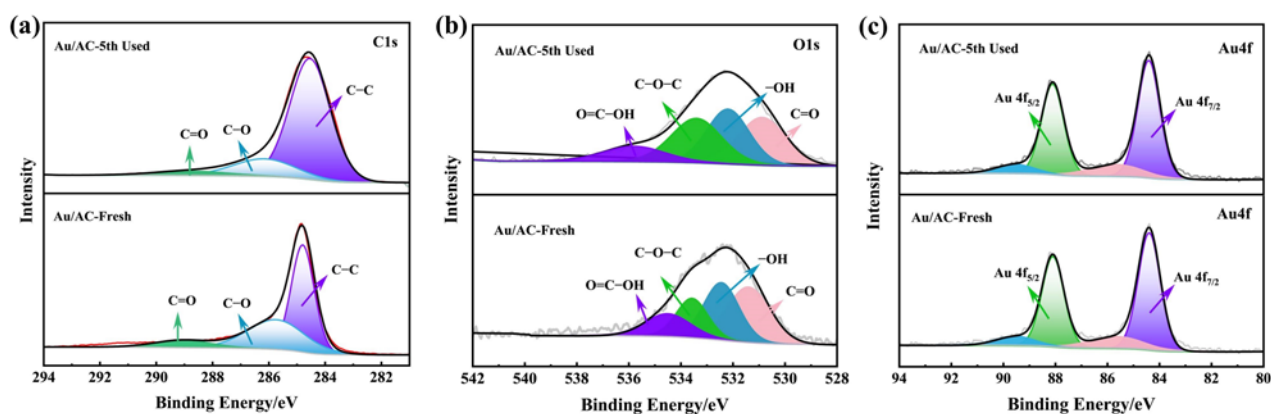 (a)
Au/AC-5th Used
C1s
C−C
C−O
C=O
Au/AC-Fresh
C−C
C=O
C−O
Intensity
294 292 290 288 286 284 282
Binding Energy/eV
(b)
Au/AC-5th Used
O1s
C−O−C
−OH
O=C−OH
C=O
Au/AC-Fresh
C−O−C
−OH
O=C−OH
C=O
Intensity
542 540 538 536 534 532 530 528
Binding Energy/eV
(c)
Au4f
Au/AC-5th Used
Au 4f5/2
Au 4f7/2
Au/AC-Fresh
Au4f
Au 4f5/2
Au 4f7/2
Intensity
94 92 90 88 86 84 82 80
Binding Energy/eV